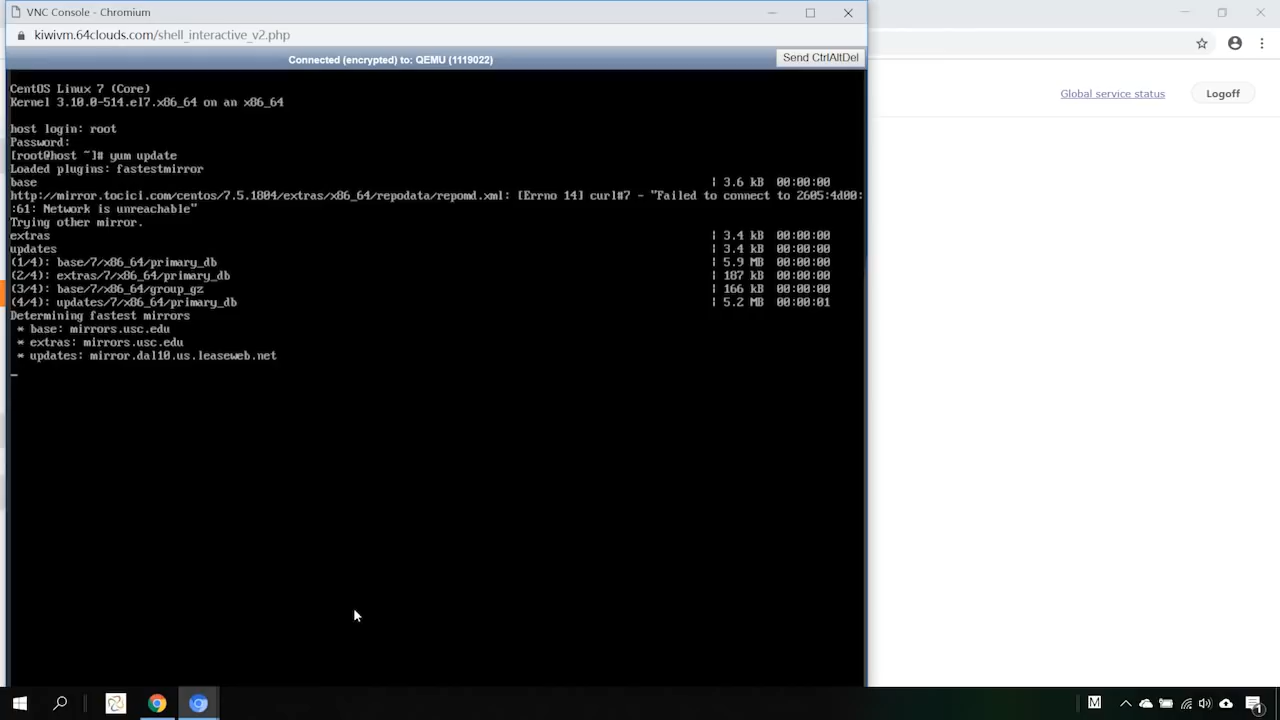 VNC Console - Chromium
kiwivm.64clouds.com/shell_interactive_v2.php
Connected (encrypted) to: QEMU (1119022)
Send CtrlAltDel
Global service status
Logoff
CentOS Linux 7 (Core)
Kernel 3.10.0-514.el7.x86_64 on an x86_64
host login: root
Password:
[root@host ~]# yum update
Loaded plugins: fastestmirror
base | 3.6 kB 00:00:00
http://mirror.tocici.com/centos/7.5.1804/extras/x86_64/repodata/repomd.xml: [Errno 14] curl#7 - "Failed to connect to 2605:4d00:
:61: Network is unreachable"
Trying other mirror.
extras | 3.4 kB 00:00:00
updates | 3.4 kB 00:00:00
(1/4): base/7/x86_64/primary_db | 5.9 MB 00:00:00
(2/4): extras/7/x86_64/primary_db | 187 kB 00:00:00
(3/4): base/7/x86_64/group_gz | 166 kB 00:00:00
(4/4): updates/7/x86_64/primary_db | 5.2 MB 00:00:01
Determining fastest mirrors
* base: mirrors.usc.edu
* extras: mirrors.usc.edu
* updates: mirror.dal10.us.leaseweb.net
_
M
1